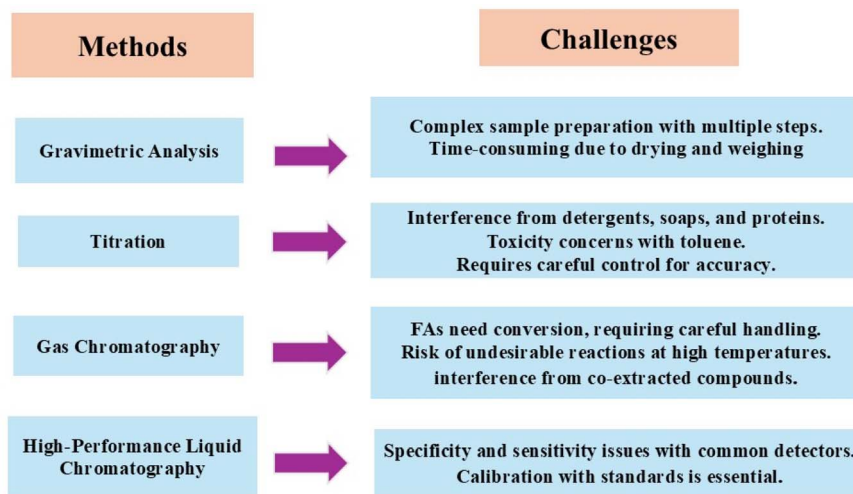 Methods
Challenges
Gravimetric Analysis
Complex sample preparation with multiple steps.
Time-consuming due to drying and weighing
Titration
Interference from detergents, soaps, and proteins.
Toxicity concerns with toluene.
Requires careful control for accuracy.
Gas Chromatography
FAs need conversion, requiring careful handling.
Risk of undesirable reactions at high temperatures.
interference from co-extracted compounds.
High-Performance Liquid
Chromatography
Specificity and sensitivity issues with common detectors.
Calibration with standards is essential.